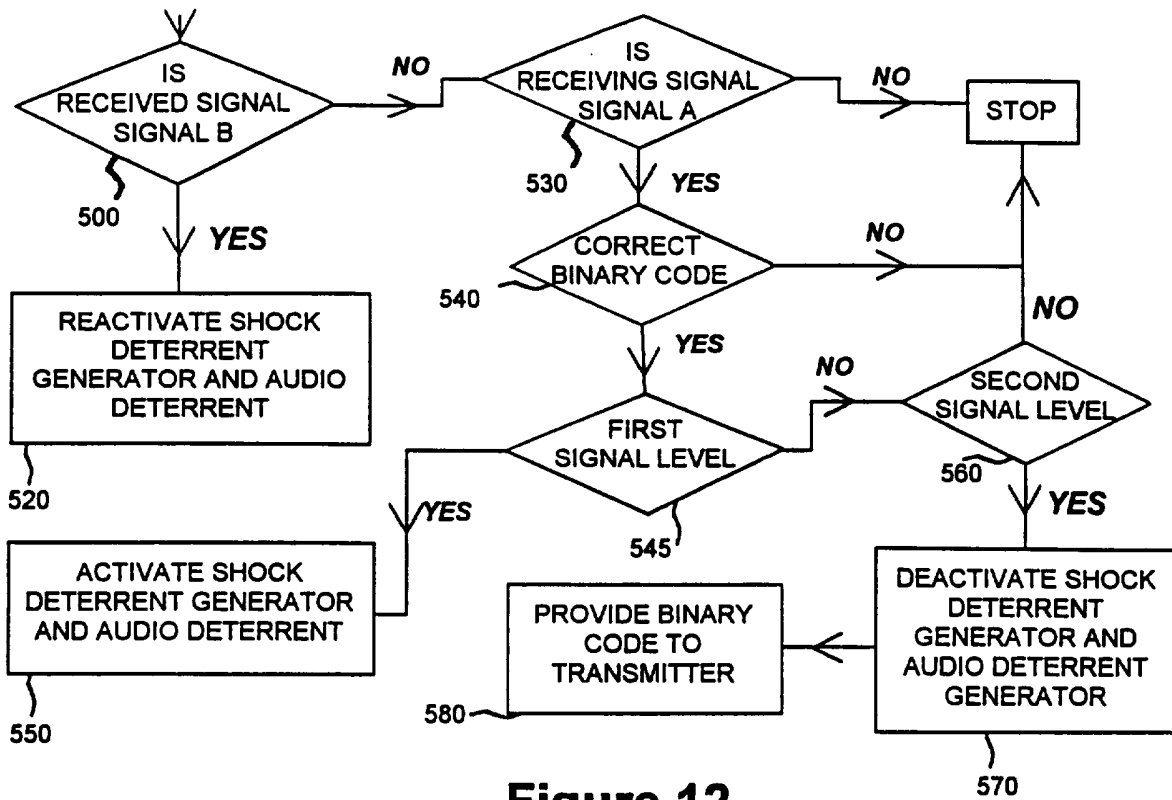 IS
RECEIVED SIGNAL
SIGNAL B
500
NO
YES
REACTIVATE SHOCK
DETERRENT
GENERATOR AND AUDIO
DETERRENT
520
IS
RECEIVING SIGNAL
SIGNAL A
530
NO
STOP
YES
CORRECT
BINARY CODE
540
NO
YES
FIRST
SIGNAL LEVEL
545
NO
YES
ACTIVATE SHOCK
DETERRENT GENERATOR
AND AUDIO DETERRENT
550
SECOND
SIGNAL LEVEL
560
NO
YES
DEACTIVATE SHOCK
DETERRENT
GENERATOR AND
AUDIO DETERRENT
GENERATOR
570
PROVIDE BINARY
CODE TO
TRANSMITTER
580
Figure 12